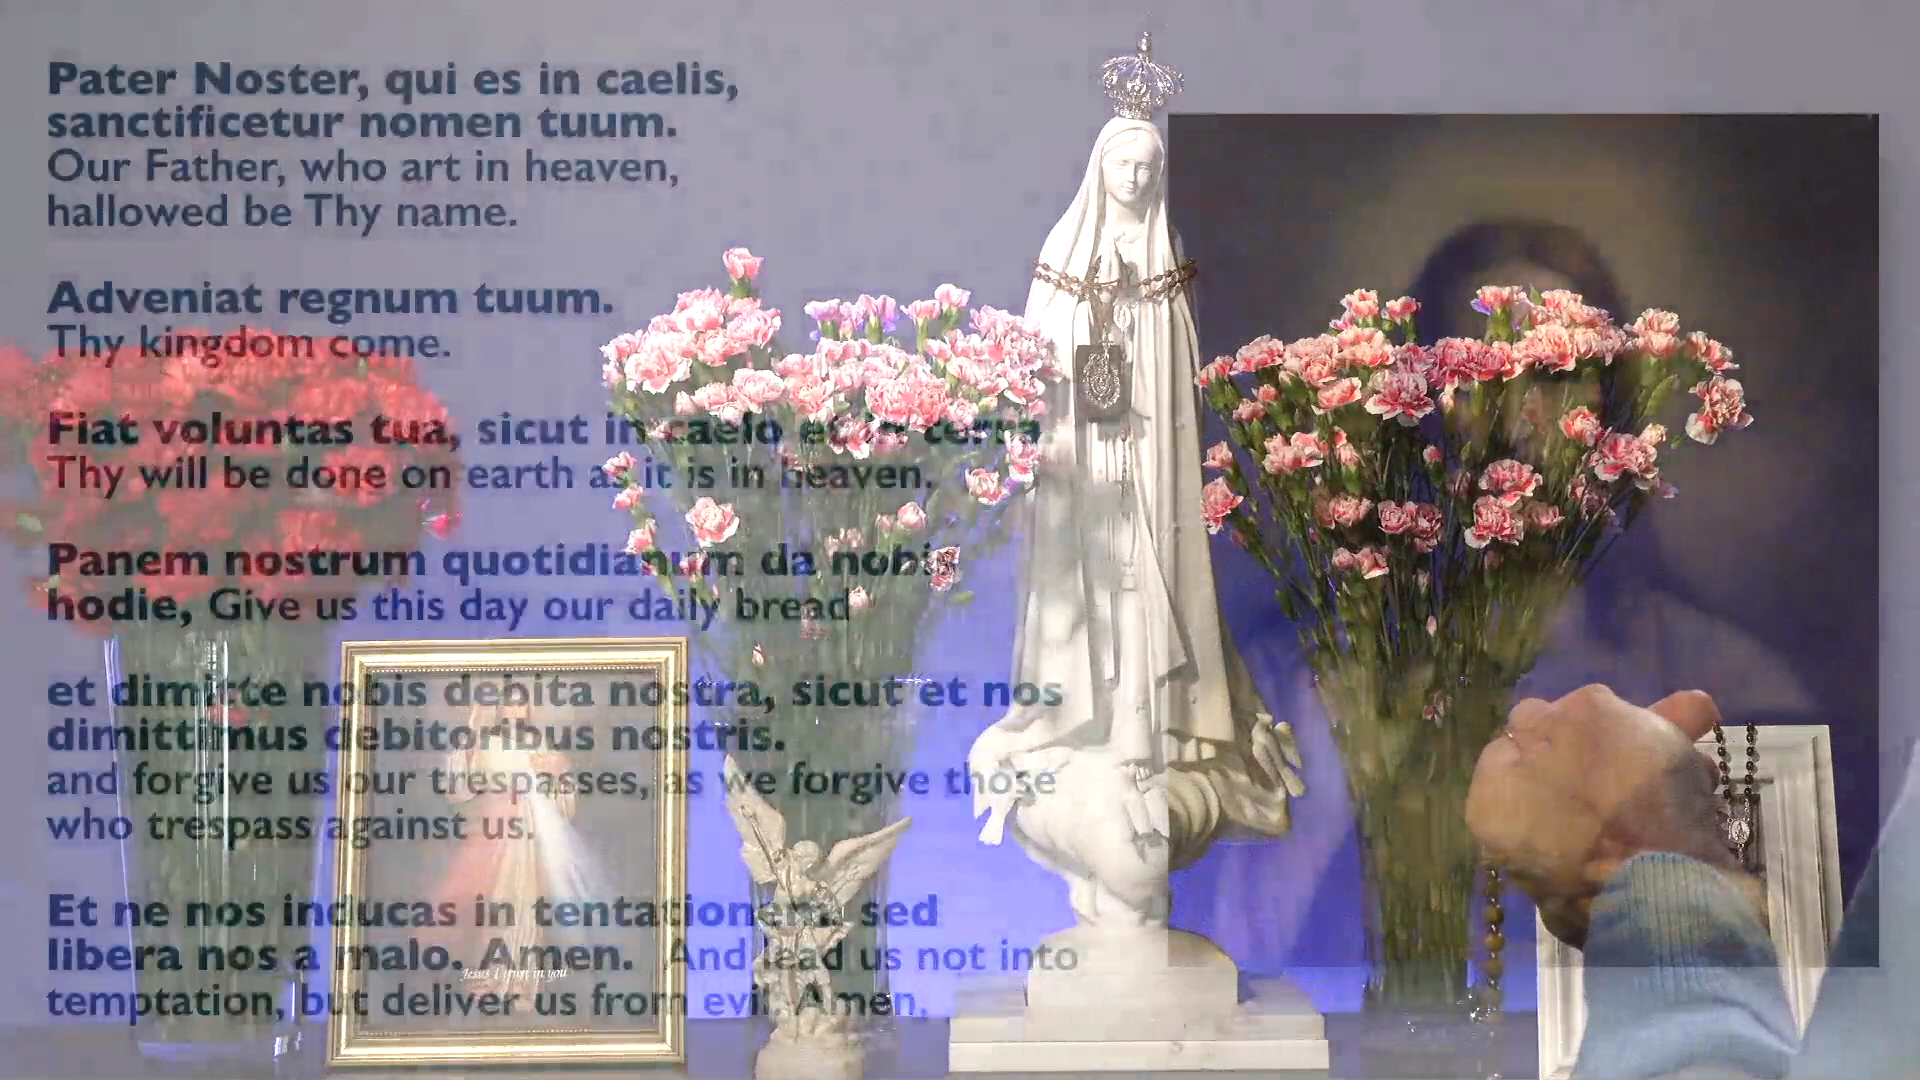 Pater Noster, qui es in caelis,
sanctificetur nomen tuum.
Our Father, who art in heaven,
hallowed be Thy name.
Adveniat regnum tuum.
Thy kingdom come.
Fiat voluntas tua, sicut in caelo et in terra
Thy will be done on earth as it is in heaven.
Panem nostrum quotidianum da nobis
hodie, Give us this day our daily bread
et dimitte nobis debita nostra, sicut et nos
dimittimus debitoribus nostris.
and forgive us our trespasses, as we forgive those
who trespass against us.
Et ne nos inducas in tentationem, sed
libera nos a malo. Amen. And lead us not into
temptation, but deliver us from evil. Amen.
Jesus I trust in you